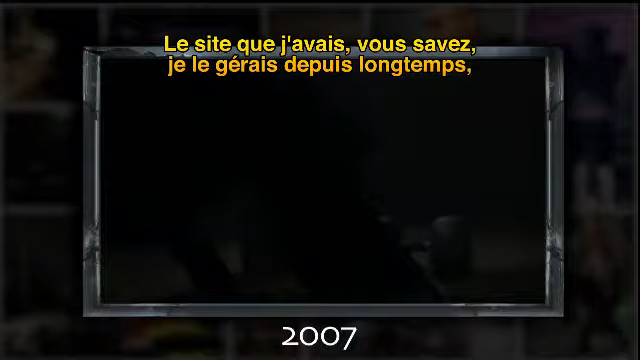 Le site que j'avais, vous savez,
je le gérais depuis longtemps,
2007